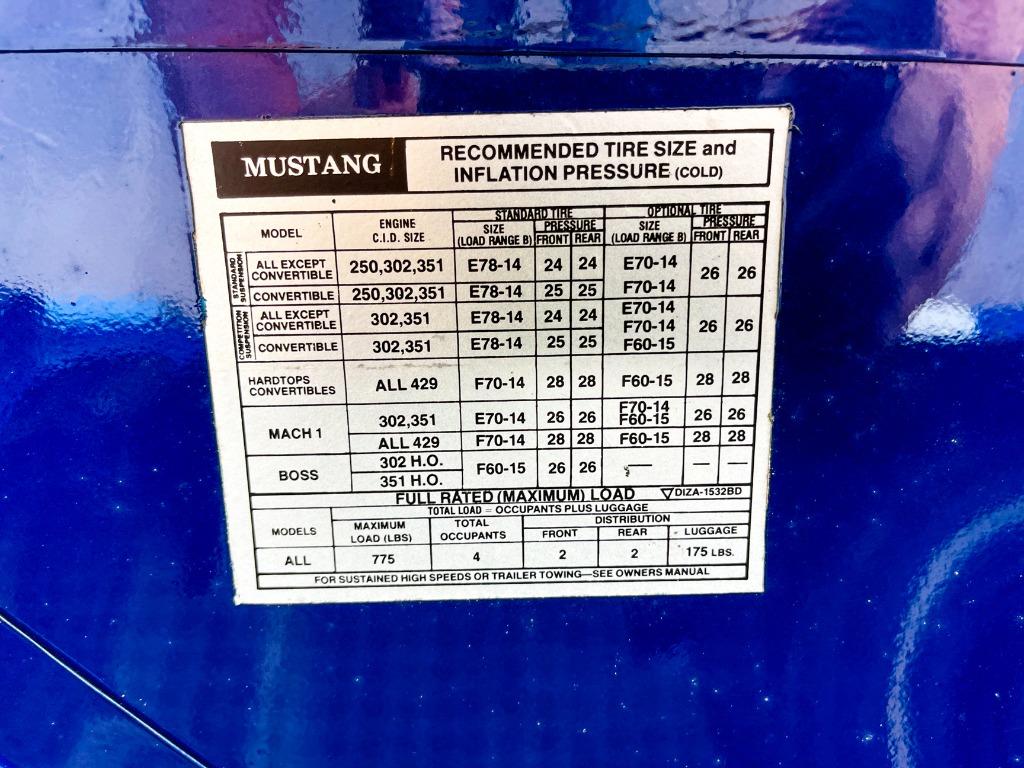 MUSTANG
RECOMMENDED TIRE SIZE and
INFLATION PRESSURE (COLD)
MODEL ENGINE C.I.D. SIZE STANDARD TIRE OPTIONAL TIRE
SIZE (LOAD RANGE B) PRESSURE FRONT REAR SIZE (LOAD RANGE B) PRESSURE FRONT REAR
STANDARD SUSPENSION
ALL EXCEPT CONVERTIBLE 250,302,351 E78-14 24 24 E70-14 26 26
CONVERTIBLE 250,302,351 E78-14 25 25 F70-14
COMPETITION SUSPENSION
ALL EXCEPT CONVERTIBLE 302,351 E78-14 24 24 E70-14 F70-14 26 26
CONVERTIBLE 302,351 E78-14 25 25 F60-15
HARDTOPS CONVERTIBLES ALL 429 F70-14 28 28 F60-15 28 28
MACH 1 302,351 E70-14 26 26 F70-14 F60-15 26 26
ALL 429 F70-14 28 28 F60-15 28 28
BOSS 302 H.O. F60-15 26 26 — — —
351 H.O.
FULL RATED (MAXIMUM) LOAD ▽DIZA-1532BD
TOTAL LOAD = OCCUPANTS PLUS LUGGAGE
MODELS MAXIMUM LOAD (LBS) TOTAL OCCUPANTS DISTRIBUTION
FRONT REAR LUGGAGE
ALL 775 4 2 2 175 LBS.
FOR SUSTAINED HIGH SPEEDS OR TRAILER TOWING—SEE OWNERS MANUAL